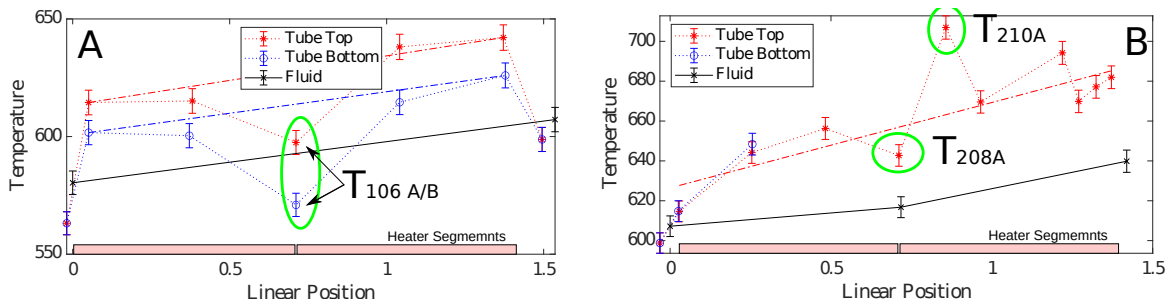 A
Tube Top
Tube Bottom
Fluid
T106 A/B
Heater Segmemnts
Temperature
650
600
550
0
0.5
1
1.5
Linear Position
B
Tube Top
Tube Bottom
Fluid
T210A
T208A
Heater Segmemnts
Temperature
700
680
660
640
620
600
0
0.5
1
1.5
Linear Position